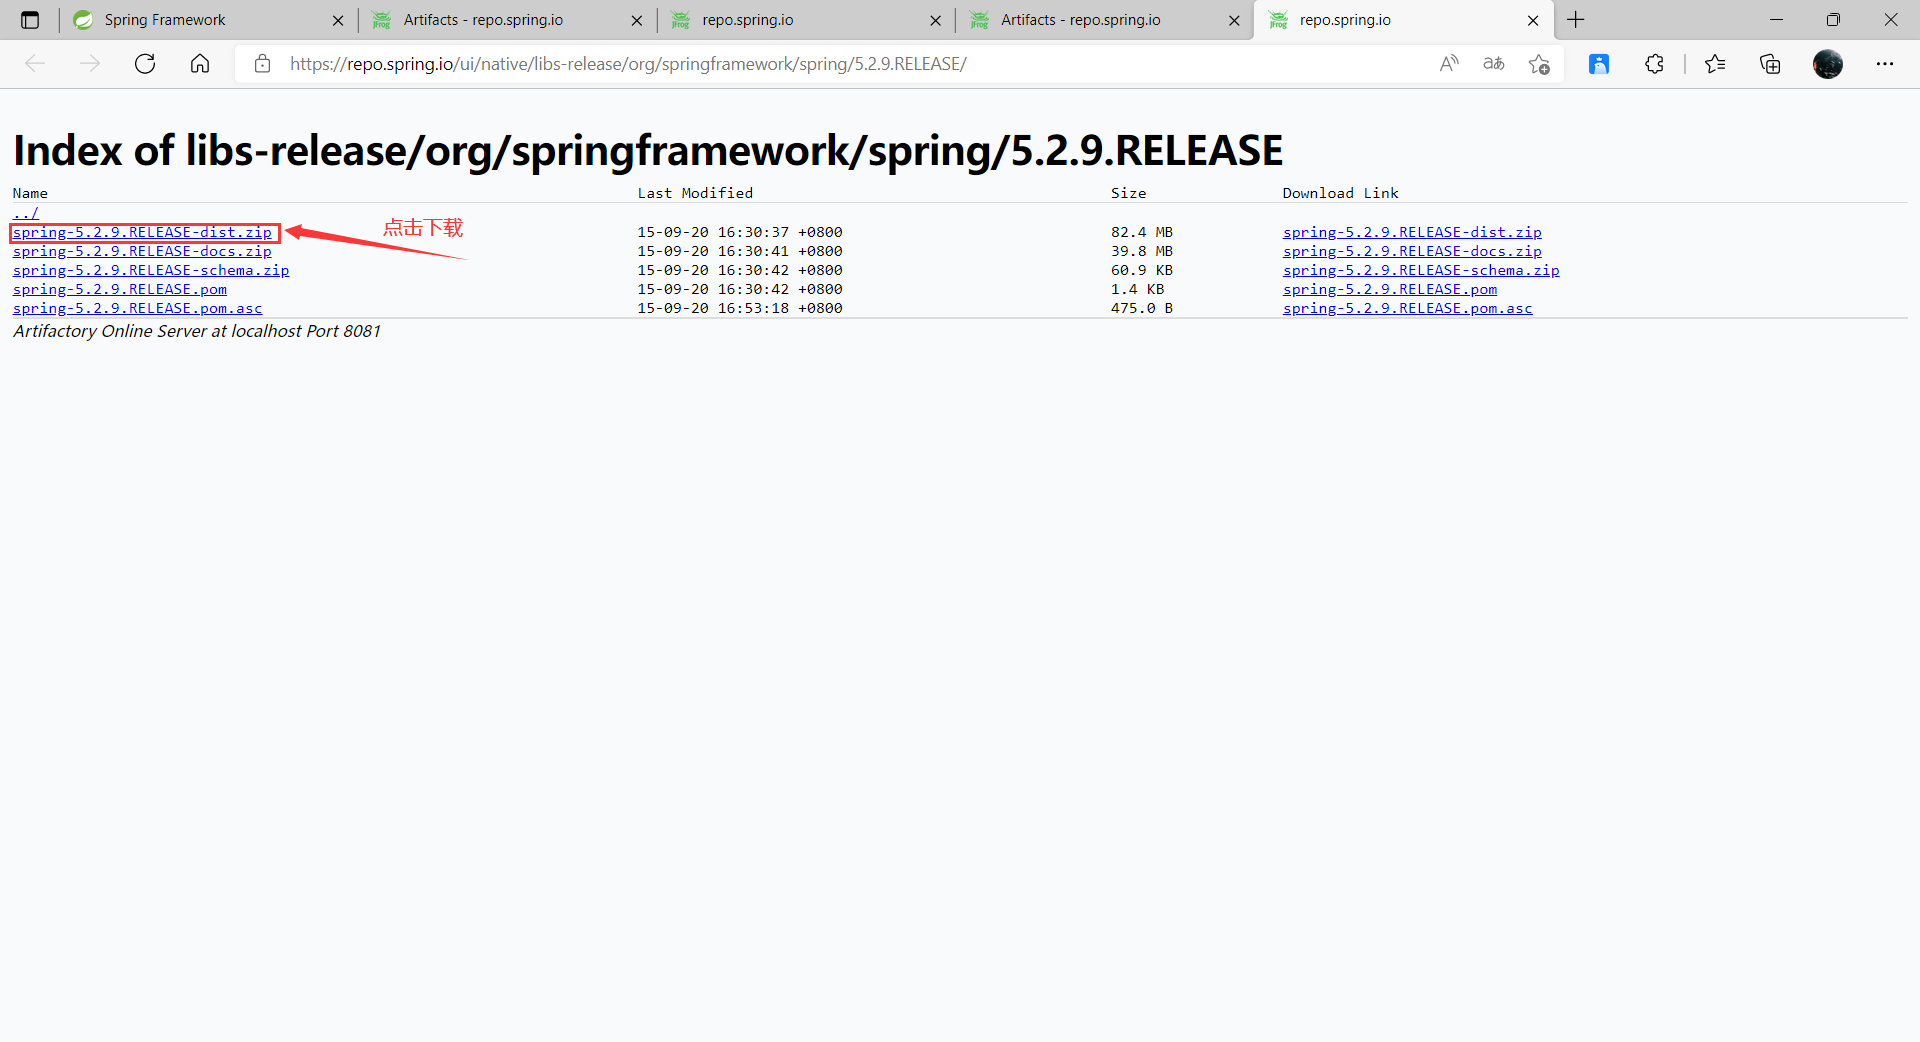 Spring Framework
Artifacts - repo.spring.io
repo.spring.io
Artifacts - repo.spring.io
repo.spring.io
https://repo.spring.io/ui/native/libs-release/org/springframework/spring/5.2.9.RELEASE/
Index of libs-release/org/springframework/spring/5.2.9.RELEASE
Name Last Modified Size Download Link
../
点击下载
spring-5.2.9.RELEASE-dist.zip 15-09-20 16:30:37 +0800 82.4 MB spring-5.2.9.RELEASE-dist.zip
spring-5.2.9.RELEASE-docs.zip 15-09-20 16:30:41 +0800 39.8 MB spring-5.2.9.RELEASE-docs.zip
spring-5.2.9.RELEASE-schema.zip 15-09-20 16:30:42 +0800 60.9 KB spring-5.2.9.RELEASE-schema.zip
spring-5.2.9.RELEASE.pom 15-09-20 16:30:42 +0800 1.4 KB spring-5.2.9.RELEASE.pom
spring-5.2.9.RELEASE.pom.asc 15-09-20 16:53:18 +0800 475.0 B spring-5.2.9.RELEASE.pom.asc
Artifactory Online Server at localhost Port 8081